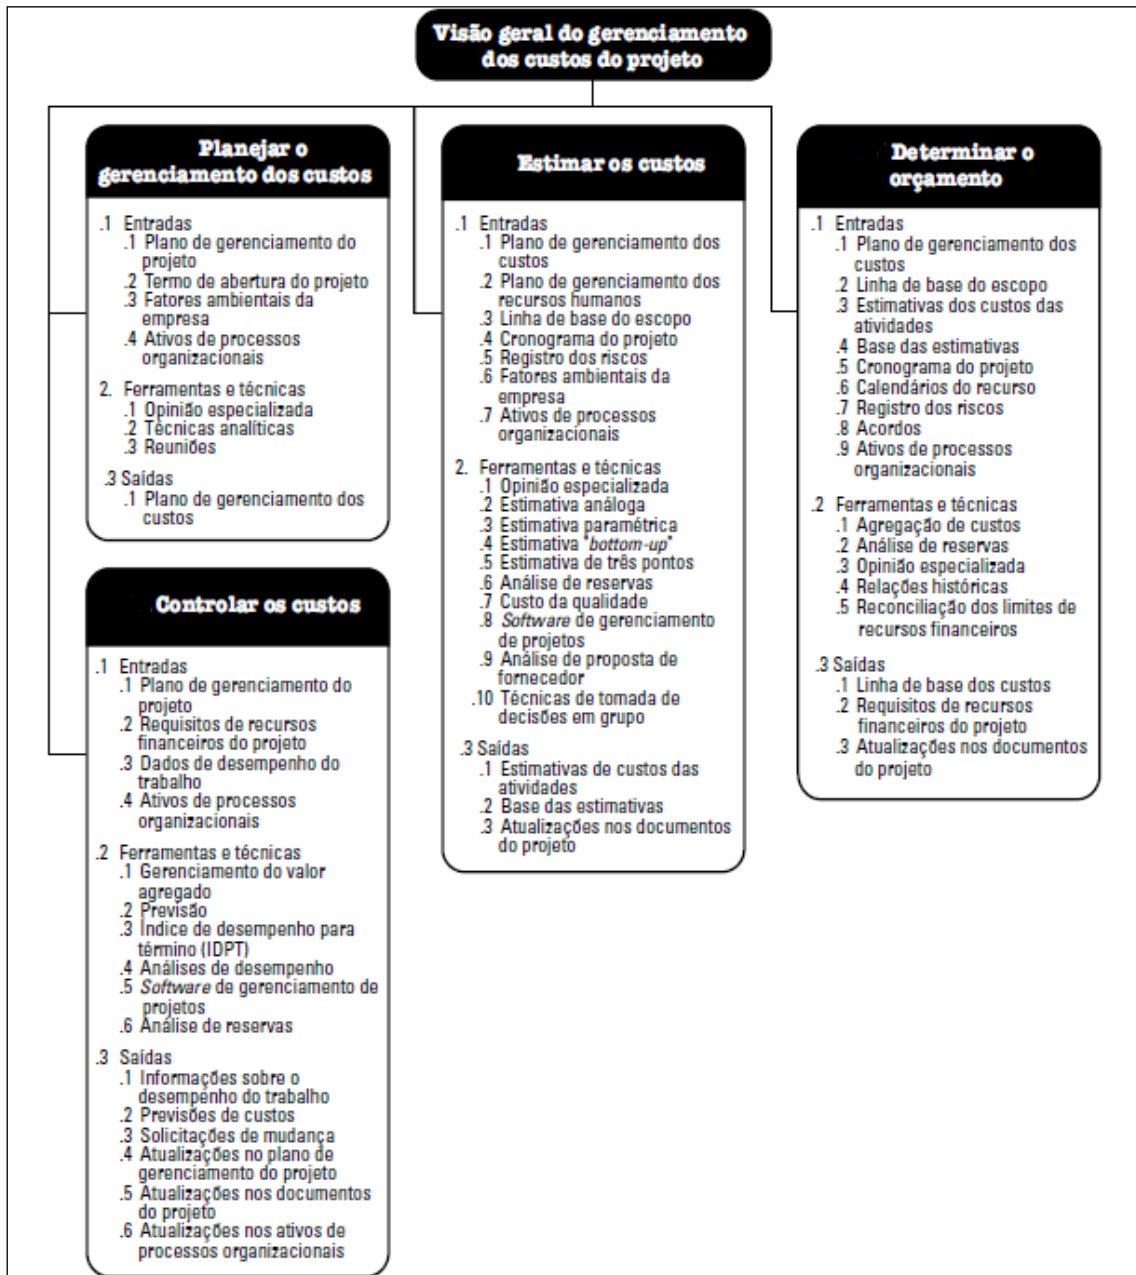 Visão geral do gerenciamento
dos custos do projeto
Planejar o
gerenciamento dos custos
.1 Entradas
.1 Plano de gerenciamento do
projeto
.2 Termo de abertura do projeto
.3 Fatores ambientais da
empresa
.4 Ativos de processos
organizacionais
2. Ferramentas e técnicas
.1 Opinião especializada
.2 Técnicas analíticas
.3 Reuniões
.3 Saídas
.1 Plano de gerenciamento dos
custos
Estimar os custos
.1 Entradas
.1 Plano de gerenciamento dos
custos
.2 Plano de gerenciamento dos
recursos humanos
.3 Linha de base do escopo
.4 Cronograma do projeto
.5 Registro dos riscos
.6 Fatores ambientais da
empresa
.7 Ativos de processos
organizacionais
2. Ferramentas e técnicas
.1 Opinião especializada
.2 Estimativa análoga
.3 Estimativa paramétrica
.4 Estimativa "bottom-up"
.5 Estimativa de três pontos
.6 Análise de reservas
.7 Custo da qualidade
.8 Software de gerenciamento
de projetos
.9 Análise de proposta de
fornecedor
.10 Técnicas de tomada de
decisões em grupo
.3 Saídas
.1 Estimativas de custos das
atividades
.2 Base das estimativas
.3 Atualizações nos documentos
do projeto
Determinar o
orçamento
.1 Entradas
.1 Plano de gerenciamento dos
custos
.2 Linha de base do escopo
.3 Estimativas dos custos das
atividades
.4 Base das estimativas
.5 Cronograma do projeto
.6 Calendários do recurso
.7 Registro dos riscos
.8 Acordos
.9 Ativos de processos
organizacionais
.2 Ferramentas e técnicas
.1 Agregação de custos
.2 Análise de reservas
.3 Opinião especializada
.4 Relações históricas
.5 Reconciliação dos limites de
recursos financeiros
.3 Saídas
.1 Linha de base dos custos
.2 Requisitos de recursos
financeiros do projeto
.3 Atualizações nos documentos
do projeto
Controlar os custos
.1 Entradas
.1 Plano de gerenciamento do
projeto
.2 Requisitos de recursos
financeiros do projeto
.3 Dados de desempenho do
trabalho
.4 Ativos de processos
organizacionais
.2 Ferramentas e técnicas
.1 Gerenciamento do valor
agregado
.2 Previsão
.3 Índice de desempenho para
término (IDPT)
.4 Análises de desempenho
.5 Software de gerenciamento de
projetos
.6 Análise de reservas
.3 Saídas
.1 Informações sobre o
desempenho do trabalho
.2 Previsões de custos
.3 Solicitações de mudança
.4 Atualizações no plano de
gerenciamento do projeto
.5 Atualizações nos documentos
do projeto
.6 Atualizações nos ativos de
processos organizacionais